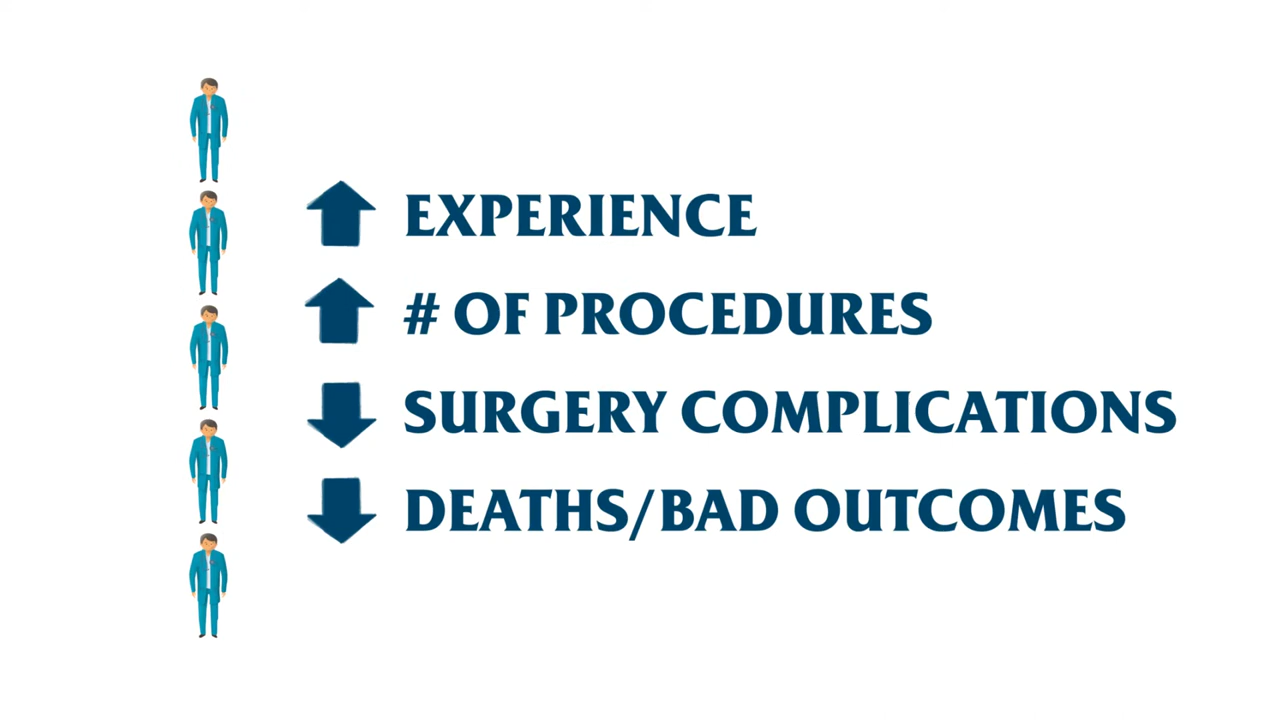 EXPERIENCE
# OF PROCEDURES
SURGERY COMPLICATIONS
DEATHS/BAD OUTCOMES